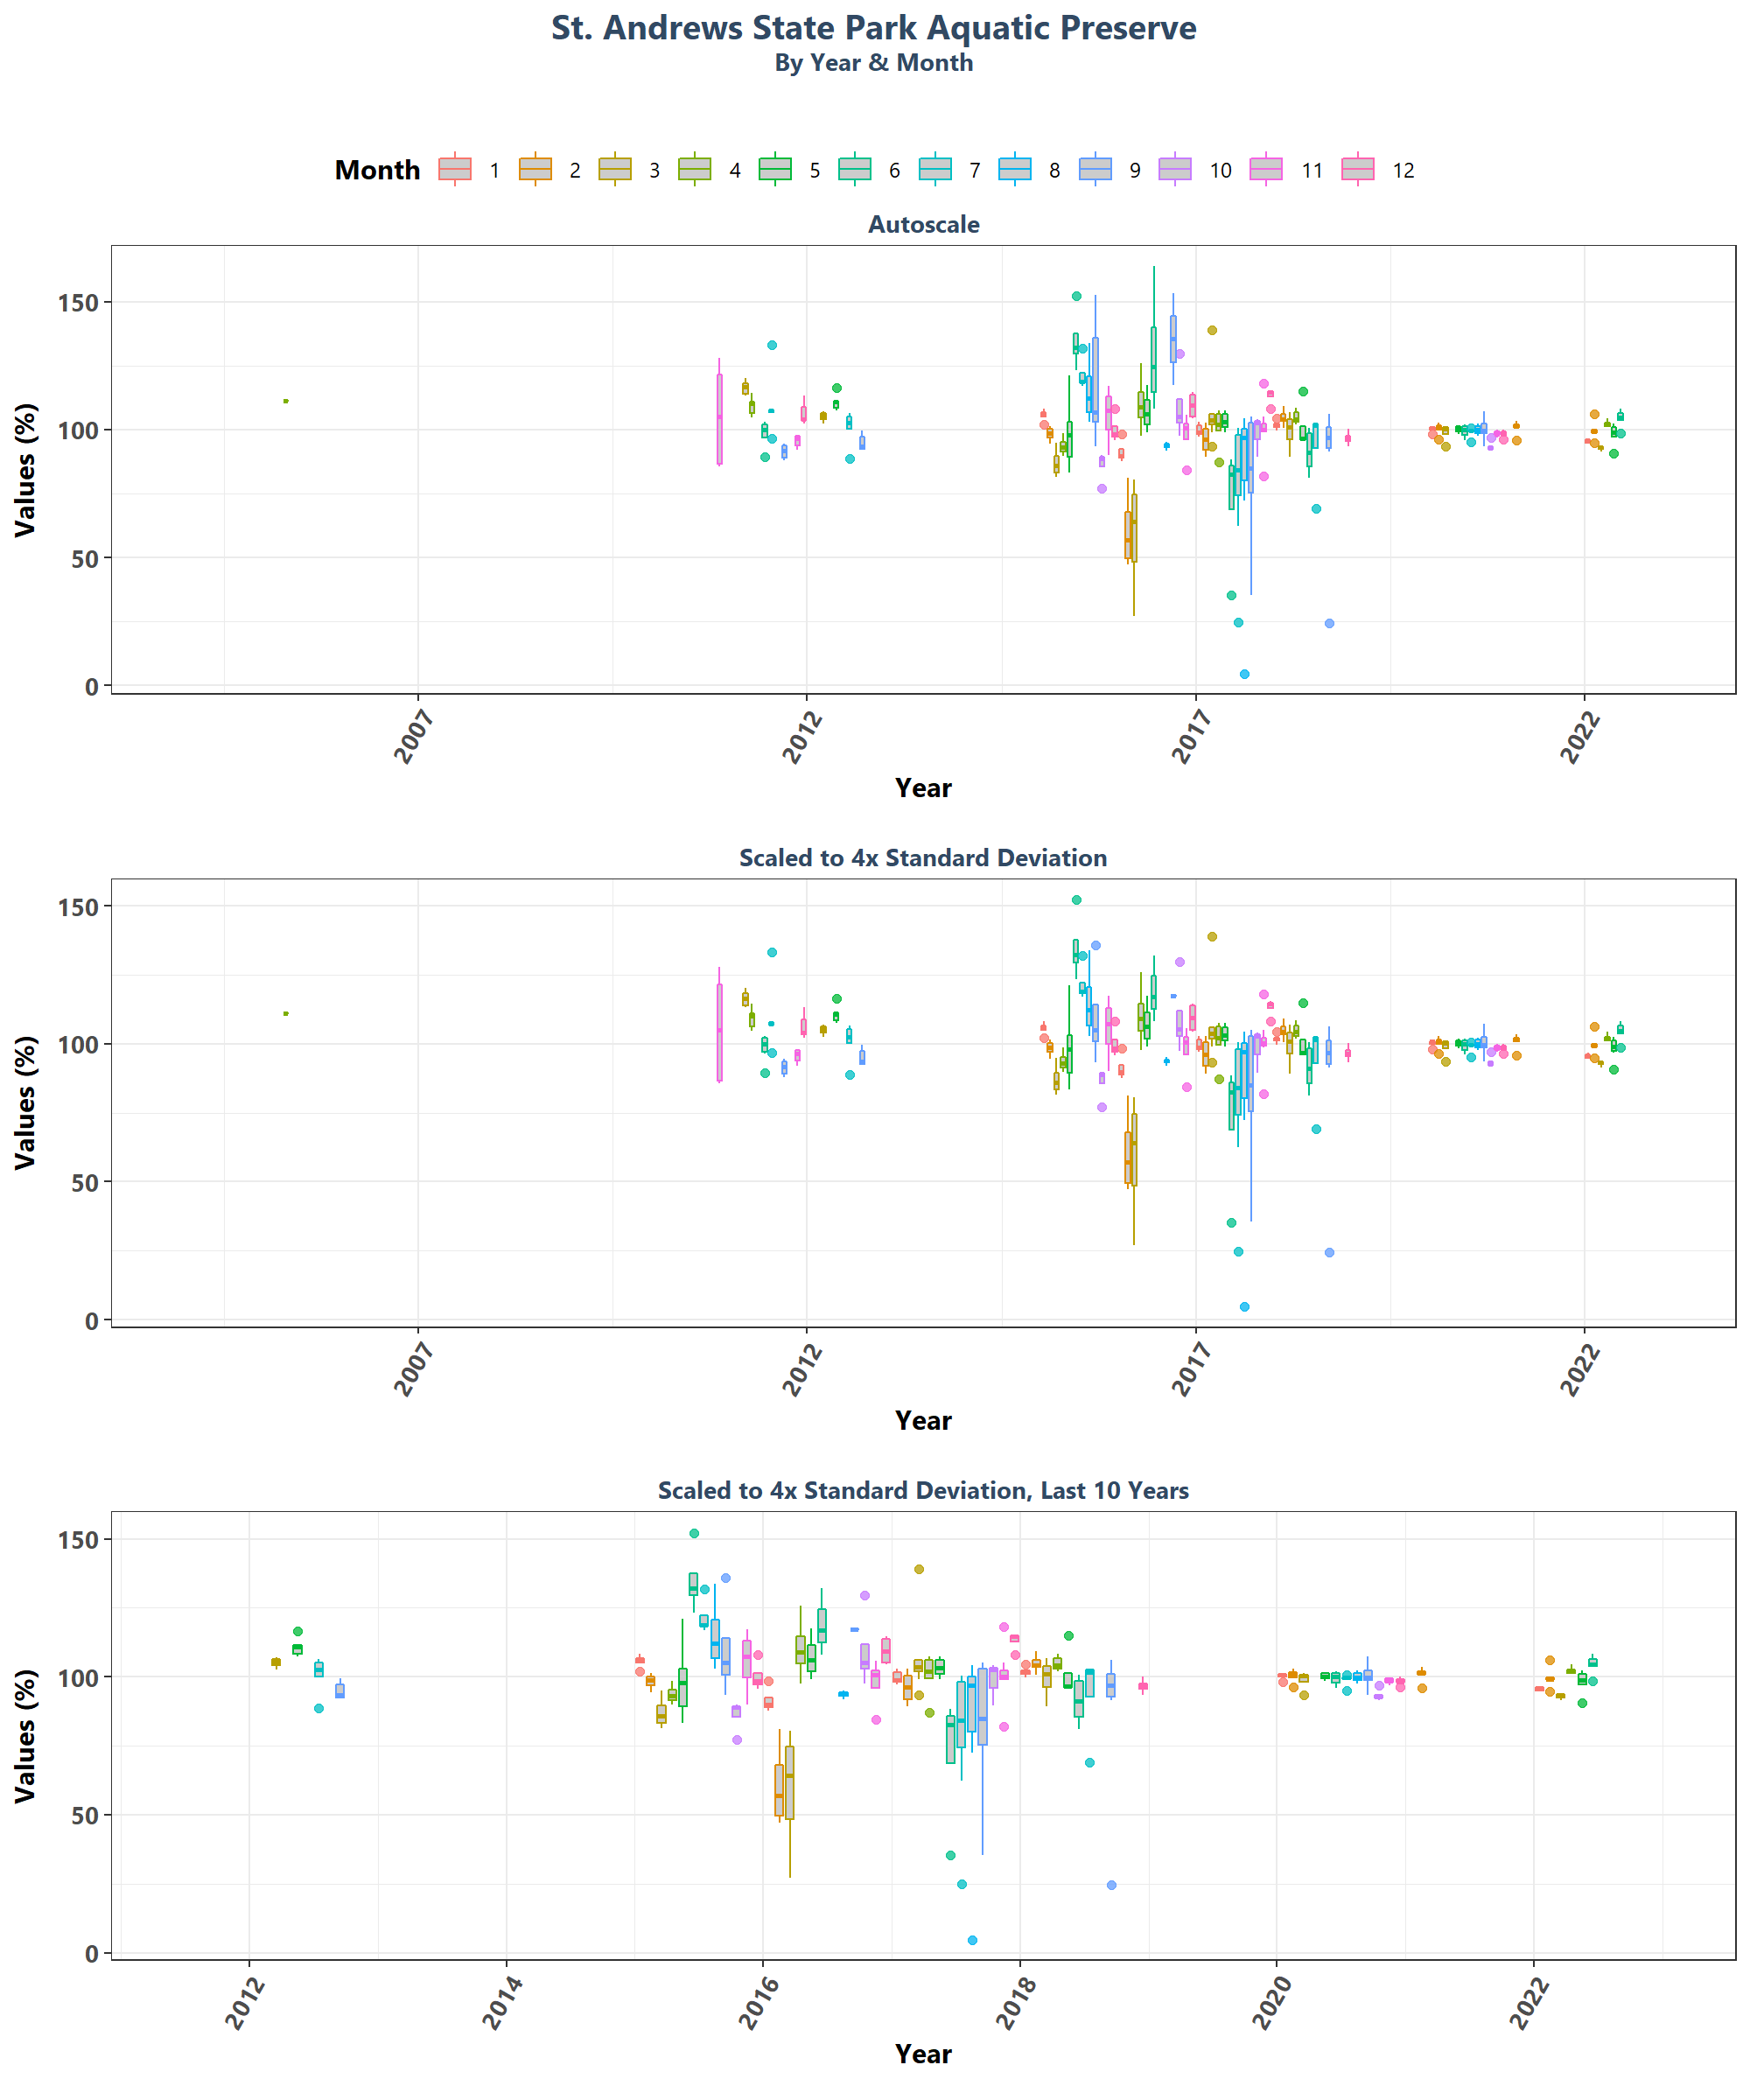 St. Andrews State Park Aquatic Preserve
By Year & Month
Month 1 2 3 4 5 6 7 8 9 10 11 12
Autoscale
Values (%)
150
100
50
0
2007 2012 2017 2022
Year
Scaled to 4x Standard Deviation
Values (%)
150
100
50
0
2007 2012 2017 2022
Year
Scaled to 4x Standard Deviation, Last 10 Years
Values (%)
150
100
50
0
2012 2014 2016 2018 2020 2022
Year